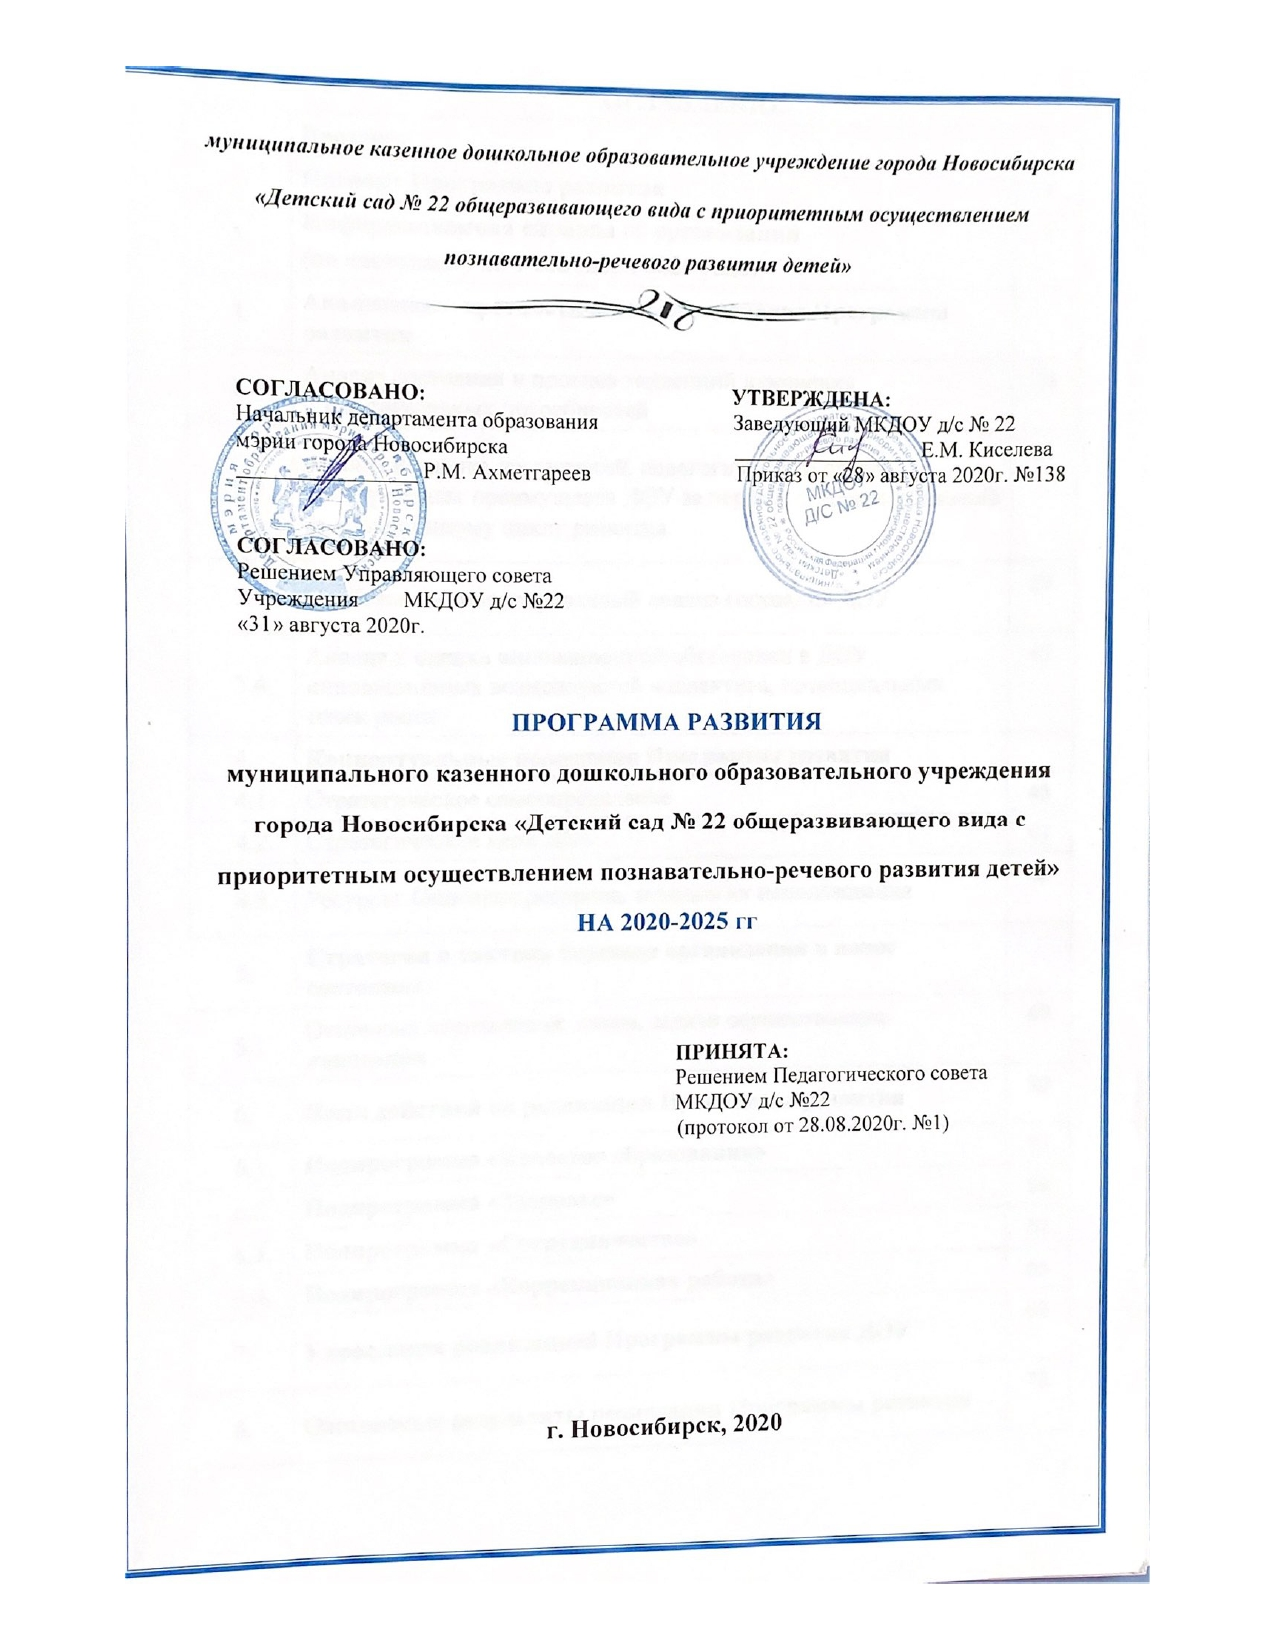 муниципальное казенное дошкольное образовательное учреждение города Новосибирска
«Детский сад № 22 общеразвивающего вида с приоритетным осуществлением
познавательно-речевого развития детей»
СОГЛАСОВАНО:
Начальник департамента образования
мэрии города Новосибирска
Р.М. Ахметгареев
УТВЕРЖДЕНА:
Заведующий МКДОУ д/с № 22
Е.М. Киселева
Приказ от «28» августа 2020г. №138
МКДОУ
Д/С № 22
СОГЛАСОВАНО:
Решением Управляющего совета
Учреждения МКДОУ д/с №22
«31» августа 2020г.
ПРОГРАММА РАЗВИТИЯ
муниципального казенного дошкольного образовательного учреждения
города Новосибирска «Детский сад № 22 общеразвивающего вида с
приоритетным осуществлением познавательно-речевого развития детей»
НА 2020-2025 гг
ПРИНЯТА:
Решением Педагогического совета
МКДОУ д/с №22
(протокол от 28.08.2020г. №1)
г. Новосибирск, 2020